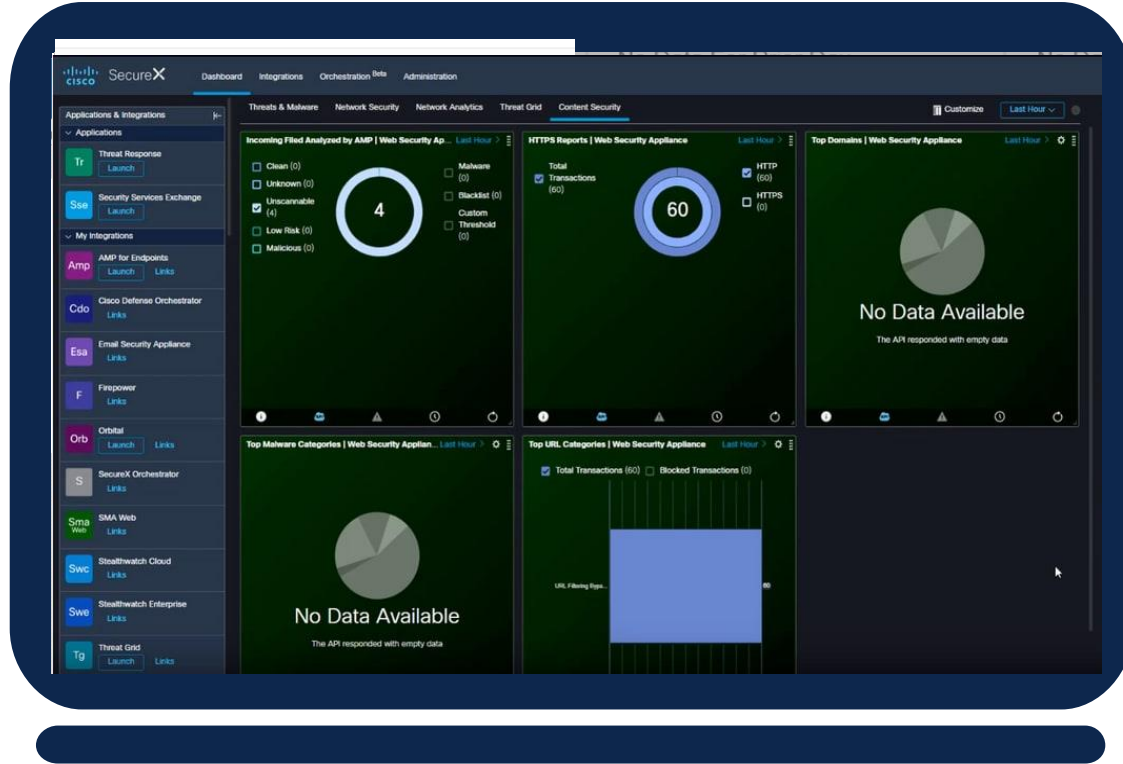 cisco SecureX Dashboard Integrations Orchestration Beta Administration
Applications & Integrations
Applications
Tr Threat Response
Launch
Sse Security Services Exchange
Launch
My Integrations
Amp AMP for Endpoints
Launch Links
Cdo Cisco Defense Orchestrator
Links
Esa Email Security Appliance
Links
F Firepower
Links
Orb Orbital
Launch Links
S SecureX Orchestrator
Links
Sma Web SMA Web
Links
Swc Stealthwatch Cloud
Links
Swe Stealthwatch Enterprise
Links
Tg Threat Grid
Launch Links
Threats & Malware Network Security Network Analytics Threat Grid Content Security
Customize Last Hour
Incoming Filed Analyzed by AMP | Web Security Ap... Last Hour >
Clean (0)
Unknown (0)
Unscannable
(4)
Low Risk (0)
Malicious (0)
4
Malware
(0)
Blacklist (0)
Custom
Threshold
(0)
HTTPS Reports | Web Security Appliance Last Hour >
Total
Transactions
(60)
60
HTTP
(60)
HTTPS
(0)
Top Domains | Web Security Appliance Last Hour >
No Data Available
The API responded with empty data
Top Malware Categories | Web Security Applian... Last Hour >
No Data Available
The API responded with empty data
Top URL Categories | Web Security Appliance Last Hour >
Total Transactions (60) Blocked Transactions (0)
URL Filtering Bypa... 60